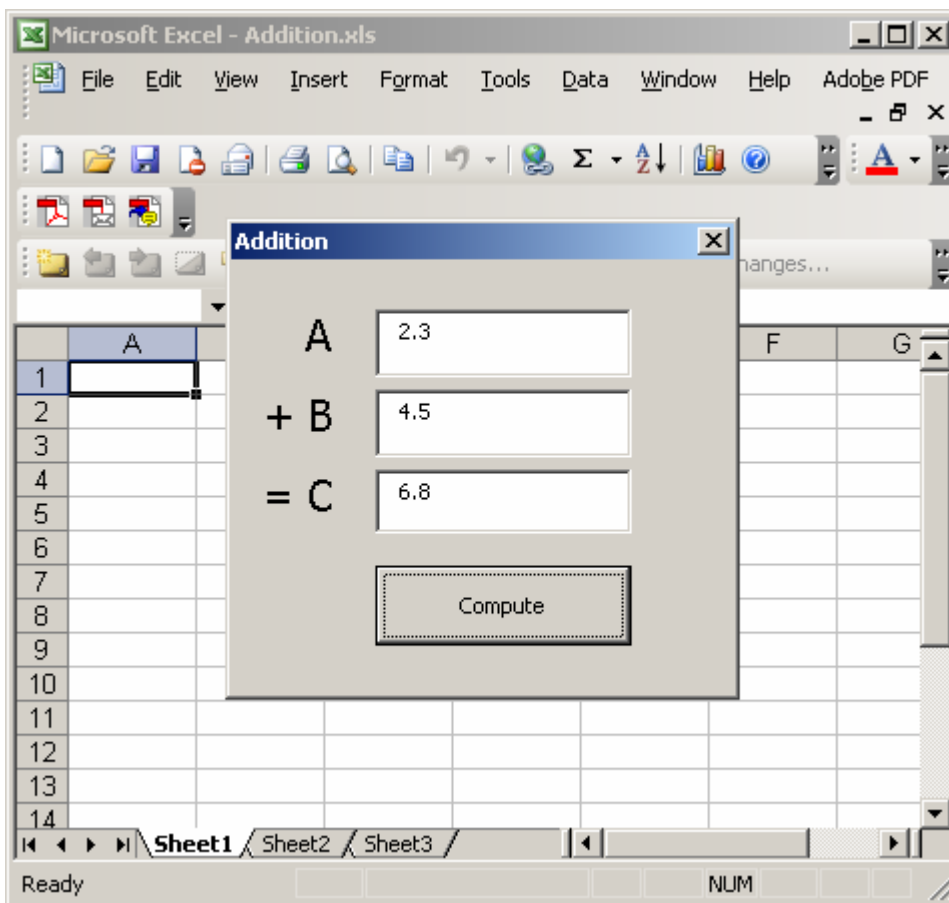 Microsoft Excel - Addition.xls
File Edit View Insert Format Tools Data Window Help Adobe PDF
Σ A Z A
Addition
hanges...
A 2.3
+ B 4.5
= C 6.8
Compute
A F G
1
2
3
4
5
6
7
8
9
10
11
12
13
14
Sheet1 Sheet2 Sheet3
Ready NUM